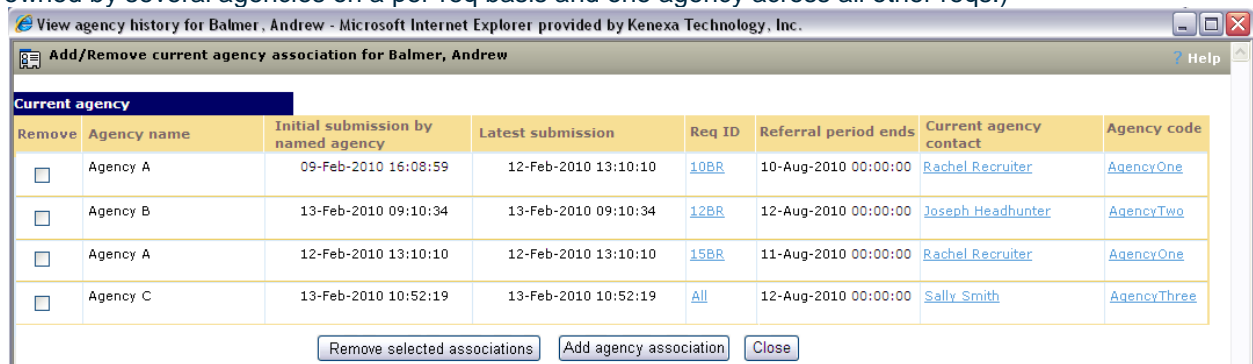 owned by several agencies on a per req basis and one agency across all other reqs.)
View agency history for Balmer, Andrew - Microsoft Internet Explorer provided by Kenexa Technology, Inc.
Add/Remove current agency association for Balmer, Andrew ? Help
Current agency
Remove Agency name Initial submission by named agency Latest submission Req ID Referral period ends Current agency contact Agency code
Agency A 09-Feb-2010 16:08:59 12-Feb-2010 13:10:10 10BR 10-Aug-2010 00:00:00 Rachel Recruiter AgencyOne
Agency B 13-Feb-2010 09:10:34 13-Feb-2010 09:10:34 12BR 12-Aug-2010 00:00:00 Joseph Headhunter AgencyTwo
Agency A 12-Feb-2010 13:10:10 12-Feb-2010 13:10:10 15BR 11-Aug-2010 00:00:00 Rachel Recruiter AgencyOne
Agency C 13-Feb-2010 10:52:19 13-Feb-2010 10:52:19 All 12-Aug-2010 00:00:00 Sally Smith AgencyThree
Remove selected associations Add agency association Close